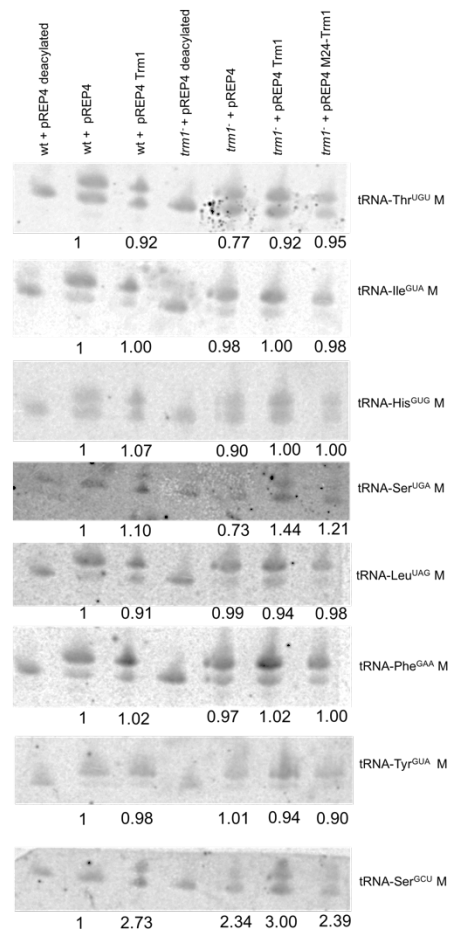 wt + pREP4 deacylated
wt + pREP4
wt + pREP4 Trm1
trm1- + pREP4 deacylated
trm1- + pREP4
trm1- + pREP4 Trm1
trm1- + pREP4 M24-Trm1
tRNA-ThrUGU M
1 0.92 0.77 0.92 0.95
tRNA-IleGUA M
1 1.00 0.98 1.00 0.98
tRNA-HisGUG M
1 1.07 0.90 1.00 1.00
tRNA-SerUGA M
1 1.10 0.73 1.44 1.21
tRNA-LeuUAG M
1 0.91 0.99 0.94 0.98
tRNA-PheGAA M
1 1.02 0.97 1.02 1.00
tRNA-TyrGUA M
1 0.98 1.01 0.94 0.90
tRNA-SerGCU M
1 2.73 2.34 3.00 2.39